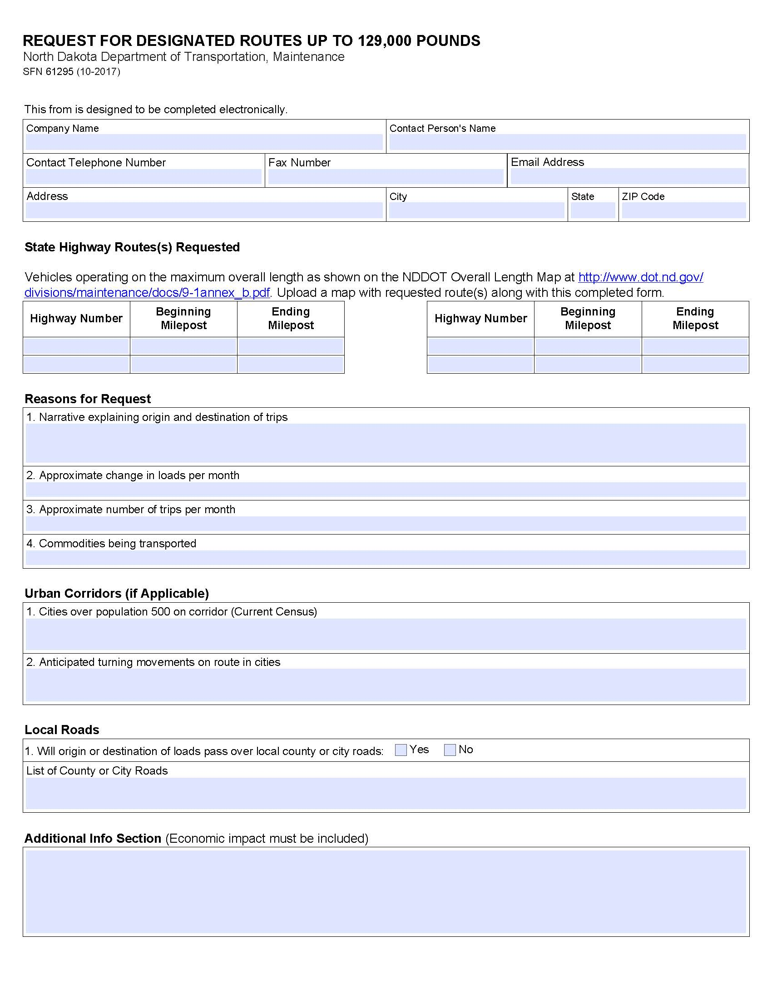 REQUEST FOR DESIGNATED ROUTES UP TO 129,000 POUNDS
North Dakota Department of Transportation, Maintenance
SFN 61295 (10-2017)
This from is designed to be completed electronically.
Company Name
Contact Person's Name
Contact Telephone Number
Fax Number
Email Address
Address
City
State
ZIP Code
State Highway Routes(s) Requested
Vehicles operating on the maximum overall length as shown on the NDDOT Overall Length Map at http://www.dot.nd.gov/
divisions/maintenance/docs/9-1annex_b.pdf. Upload a map with requested route(s) along with this completed form.
Highway Number
Beginning
Milepost
Ending
Milepost
Highway Number
Beginning
Milepost
Ending
Milepost
Reasons for Request
1. Narrative explaining origin and destination of trips
2. Approximate change in loads per month
3. Approximate number of trips per month
4. Commodities being transported
Urban Corridors (if Applicable)
1. Cities over population 500 on corridor (Current Census)
2. Anticipated turning movements on route in cities
Local Roads
1. Will origin or destination of loads pass over local county or city roads: Yes No
List of County or City Roads
Additional Info Section (Economic impact must be included)